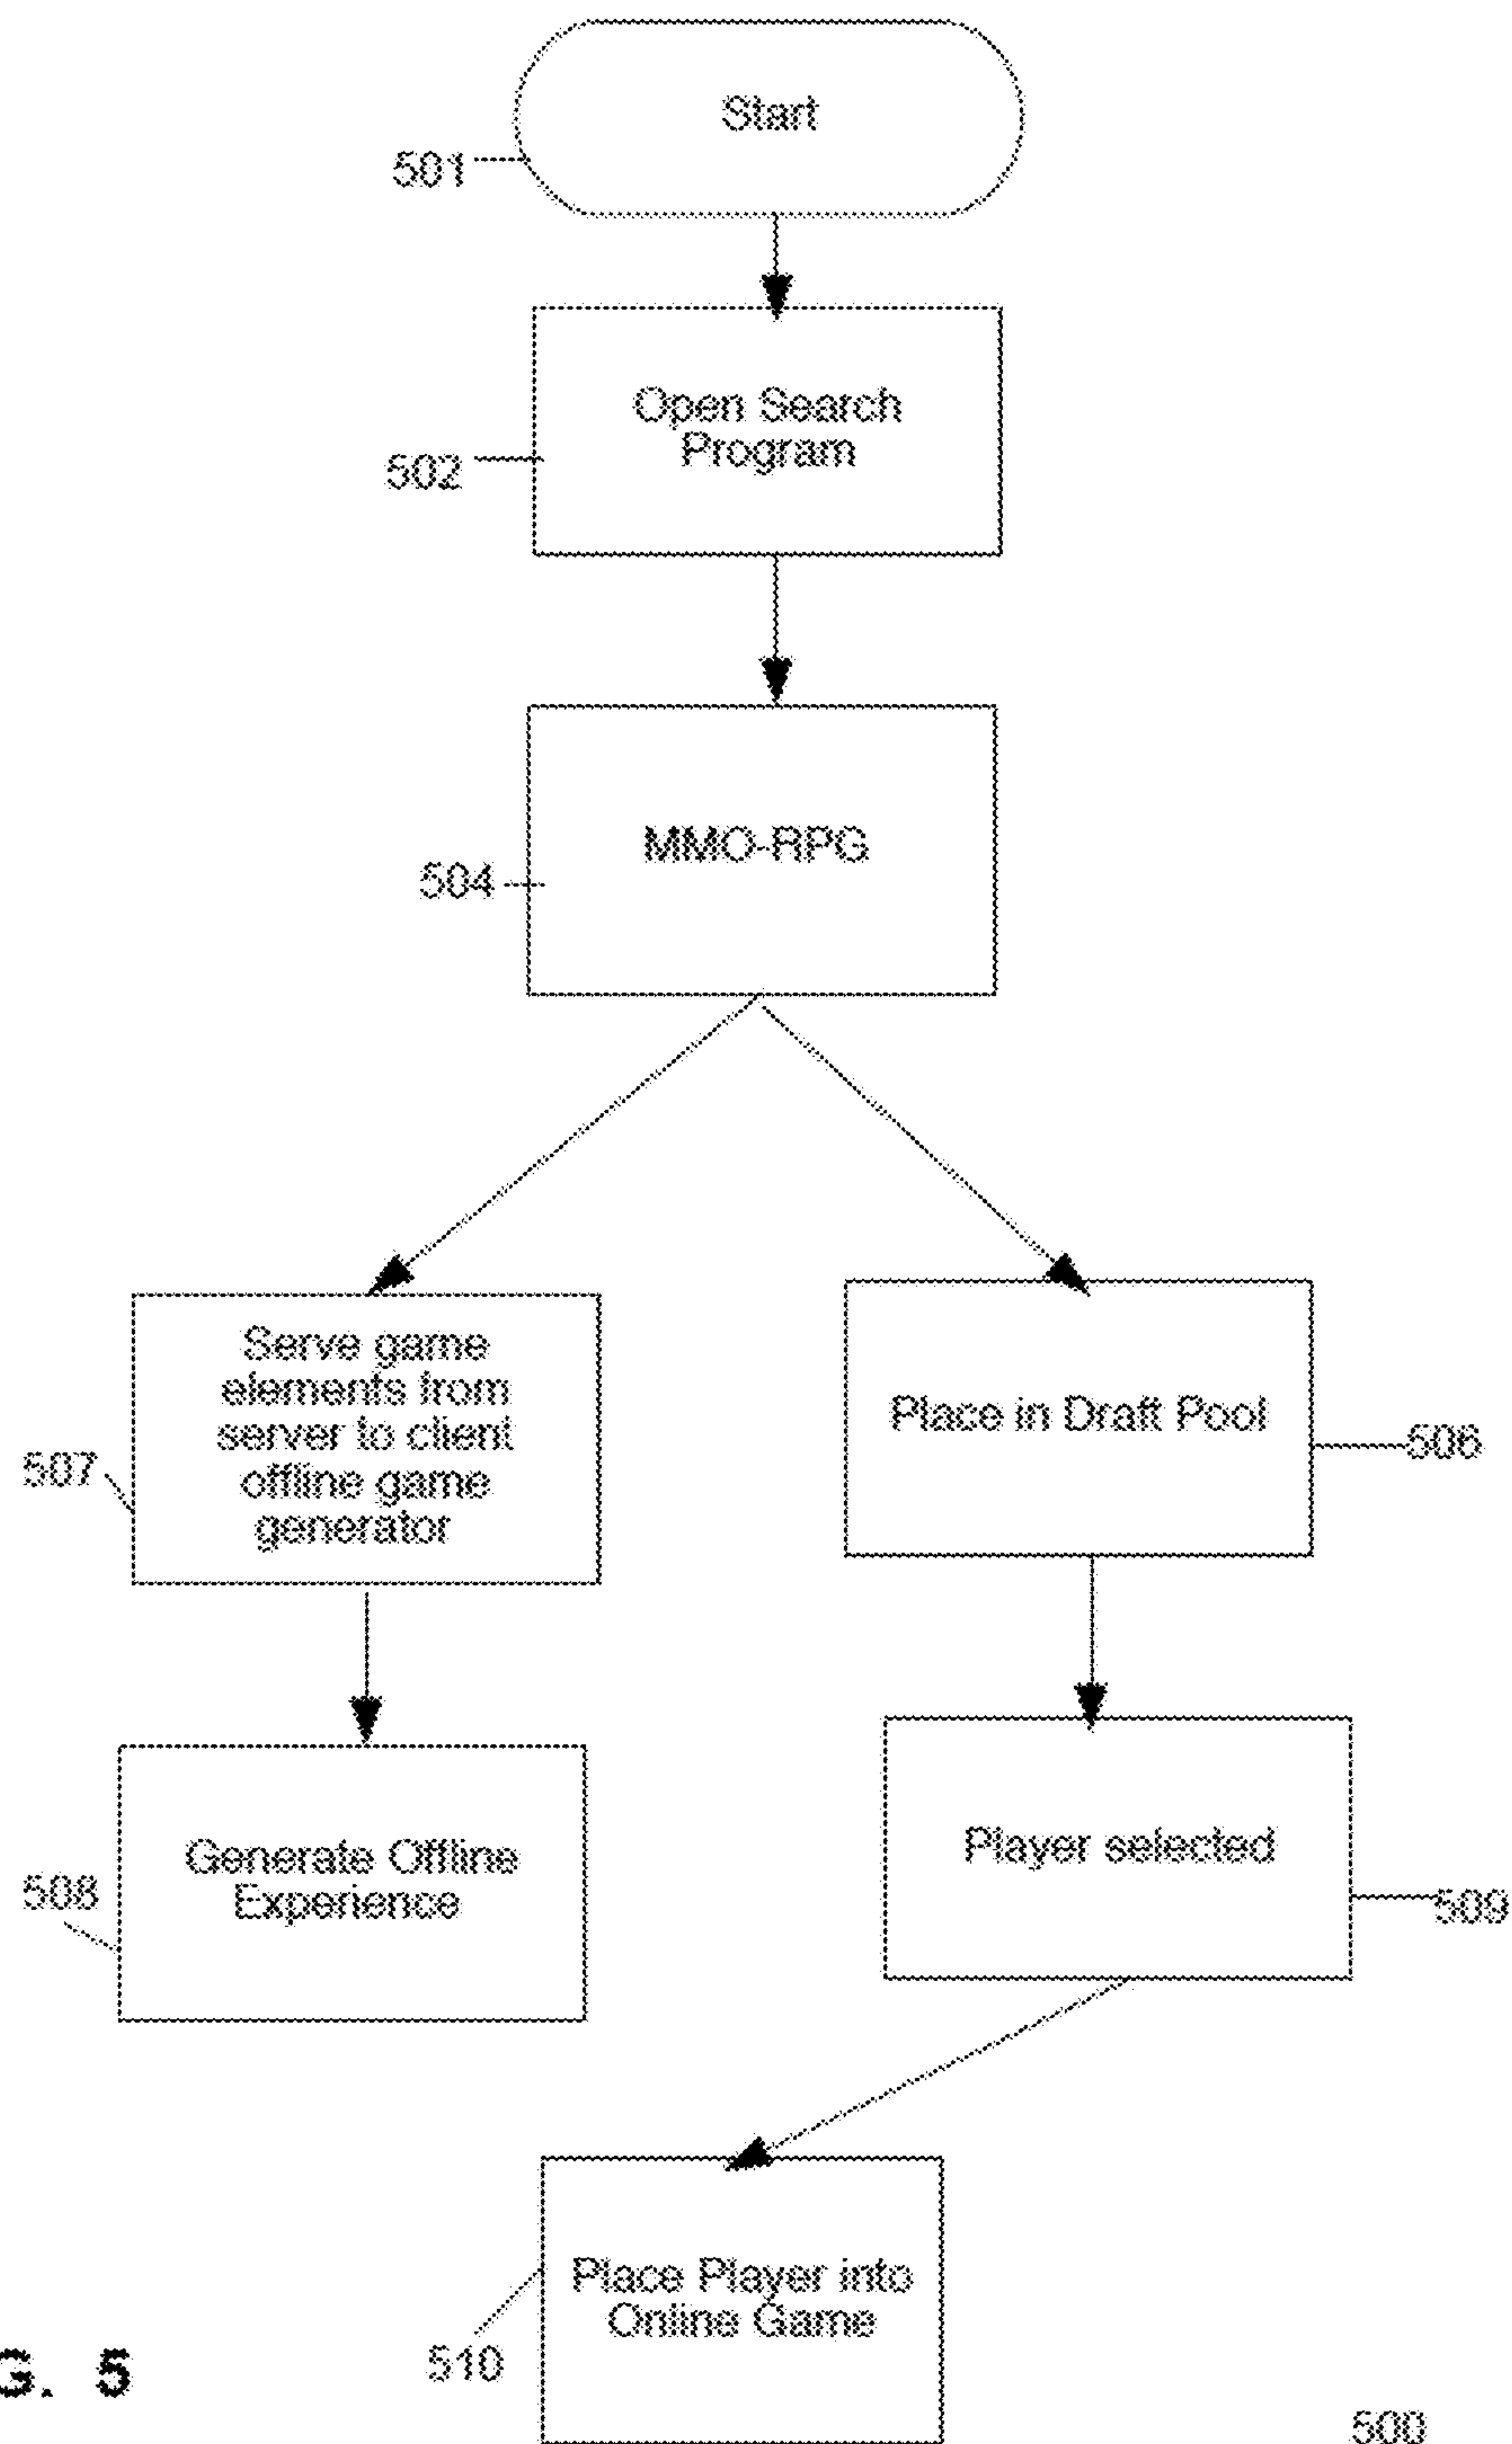 Start
501
Open Search
Program
502
MMO-RPG
504
Serve game
elements from
server to client
offline game
generator
507
Place in Draft Pool
506
Generate Offline
Experience
508
Player selected
509
Place Player into
Online Game
510
G. 5
500